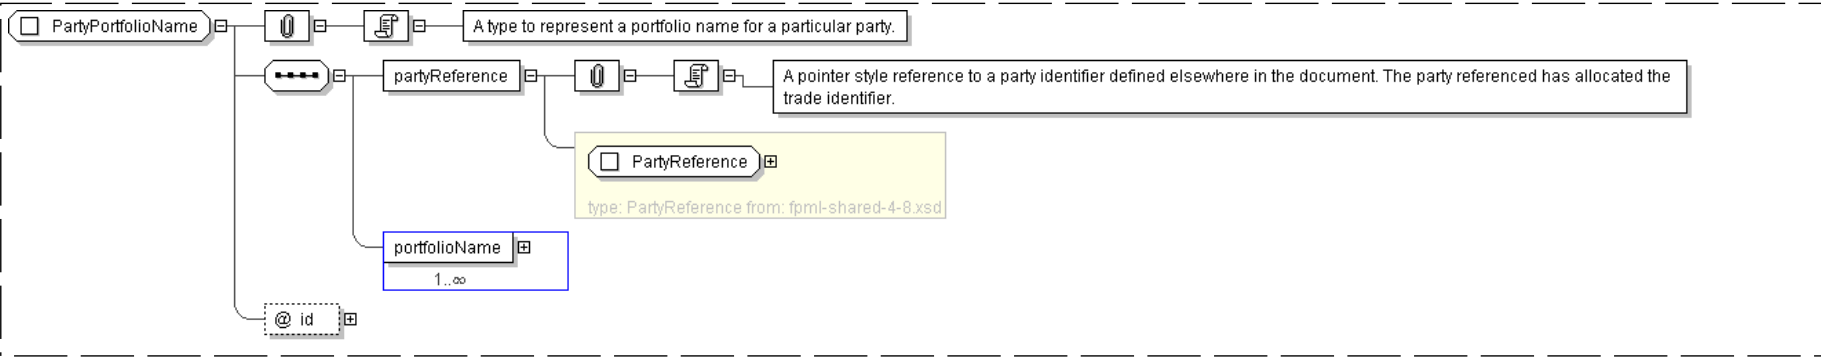 PartyPortfolioName
A type to represent a portfolio name for a particular party.
partyReference
A pointer style reference to a party identifier defined elsewhere in the document. The party referenced has allocated the
trade identifier.
PartyReference
type: PartyReference from: fpml-shared-4-8.xsd
portfolioName
1..∞
@ id